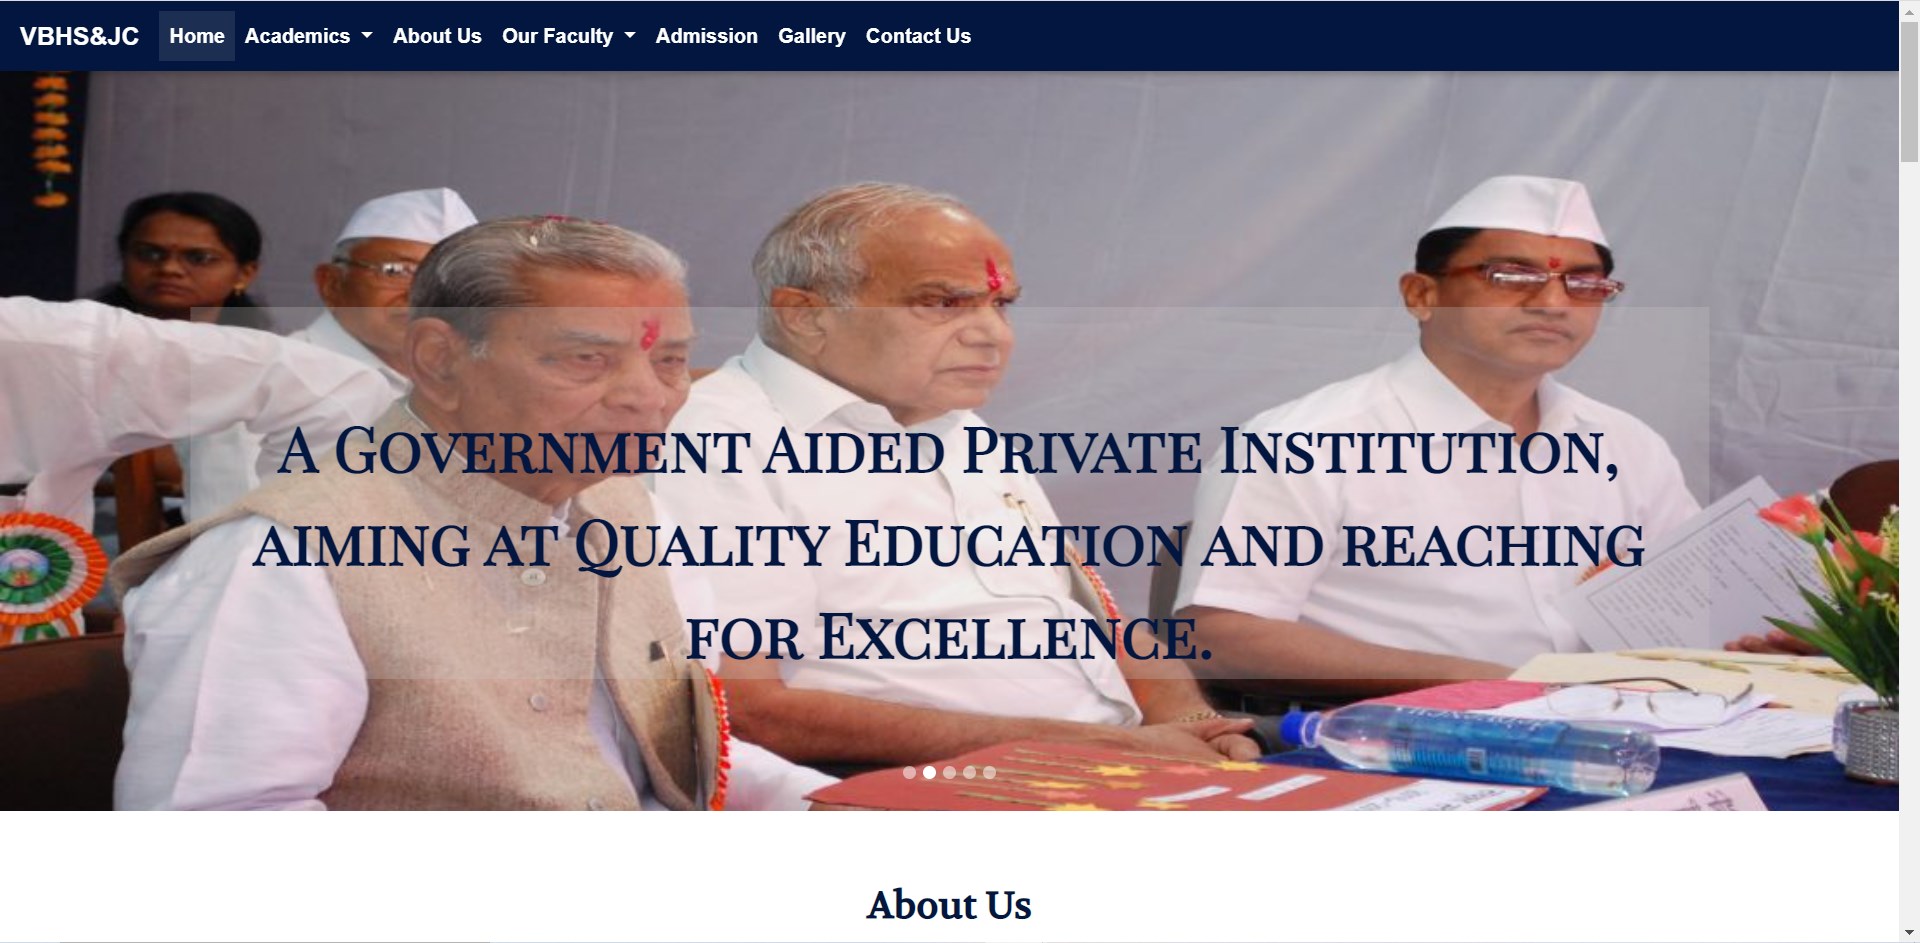 VBHS&JC Home Academics About Us Our Faculty Admission Gallery Contact Us
A Government Aided Private Institution,
aiming at Quality Education and reaching
for Excellence.
About Us